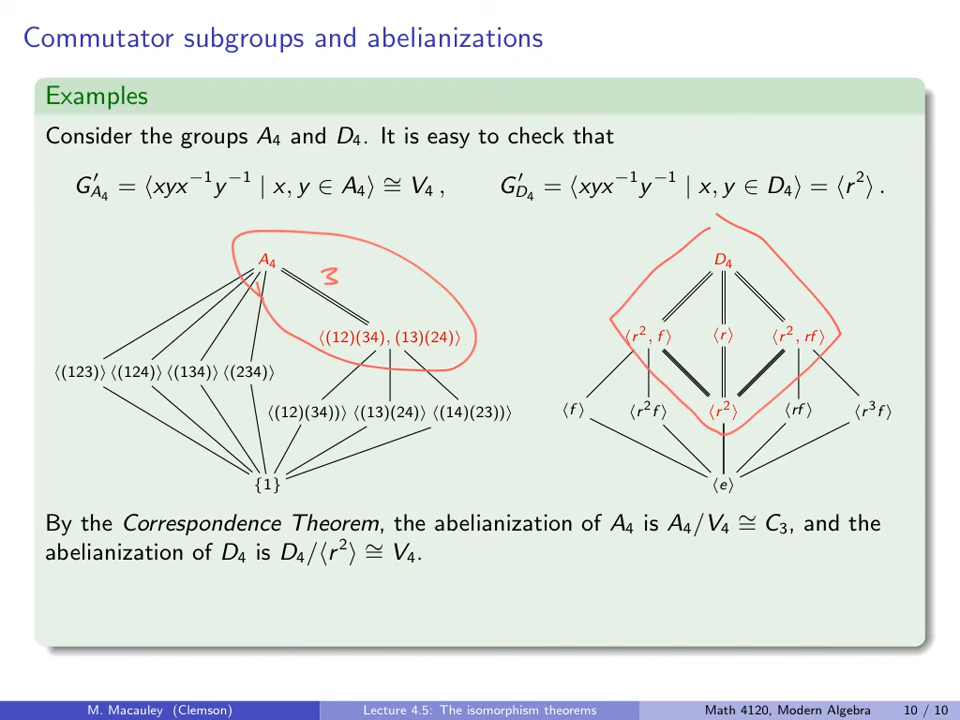 Commutator subgroups and abelianizations
Examples
Consider the groups A₄ and D₄. It is easy to check that
G′_A₄ = ⟨xyx⁻¹y⁻¹ | x, y ∈ A₄⟩ ≅ V₄ , G′_D₄ = ⟨xyx⁻¹y⁻¹ | x, y ∈ D₄⟩ = ⟨r²⟩ .
A₄ D₄
3
⟨(12)(34), (13)(24)⟩ ⟨r², f⟩ ⟨r⟩ ⟨r², rf⟩
⟨(123)⟩ ⟨(124)⟩ ⟨(134)⟩ ⟨(234)⟩
⟨(12)(34))⟩ ⟨(13)(24)⟩ ⟨(14)(23))⟩ ⟨f⟩ ⟨r²f⟩ ⟨r²⟩ ⟨rf⟩ ⟨r³f⟩
{1} ⟨e⟩
By the Correspondence Theorem, the abelianization of A₄ is A₄/V₄ ≅ C₃, and the
abelianization of D₄ is D₄/⟨r²⟩ ≅ V₄.
M. Macauley (Clemson) Lecture 4.5: The isomorphism theorems Math 4120, Modern Algebra 10 / 10